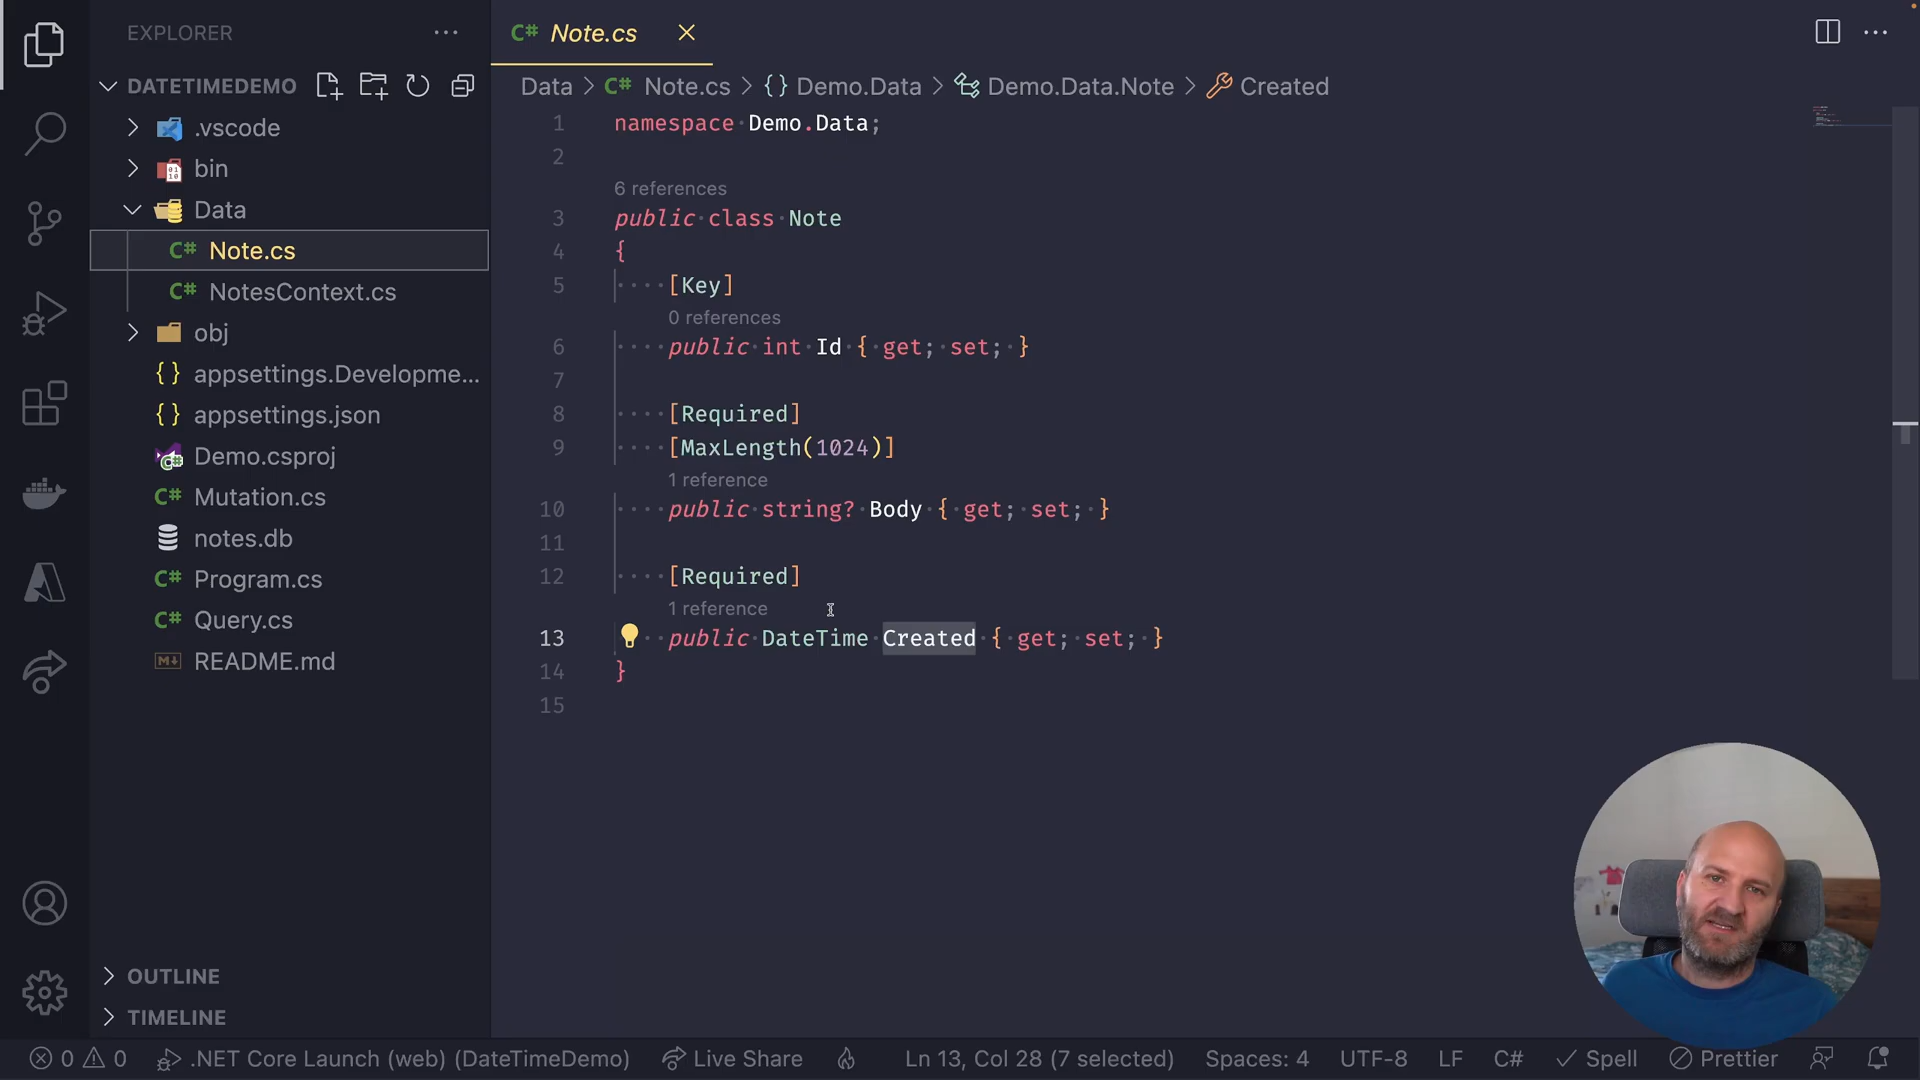 EXPLORER
DATETIMEDEMO
.vscode
bin
Data
C# Note.cs
C# NotesContext.cs
obj
{} appsettings.Developme...
{} appsettings.json
Demo.csproj
C# Mutation.cs
notes.db
C# Program.cs
C# Query.cs
README.md
OUTLINE
TIMELINE
C# Note.cs
Data > C# Note.cs > {} Demo.Data > Demo.Data.Note > Created
1 namespace Demo.Data;
2
6 references
3 public class Note
4 {
5 [Key]
0 references
6 public int Id { get; set; }
7
8 [Required]
9 [MaxLength(1024)]
1 reference
10 public string? Body { get; set; }
11
12 [Required]
1 reference
13 public DateTime Created { get; set; }
14 }
15
0 0 .NET Core Launch (web) (DateTimeDemo) Live Share Ln 13, Col 28 (7 selected) Spaces: 4 UTF-8 LF C# Spell Prettier